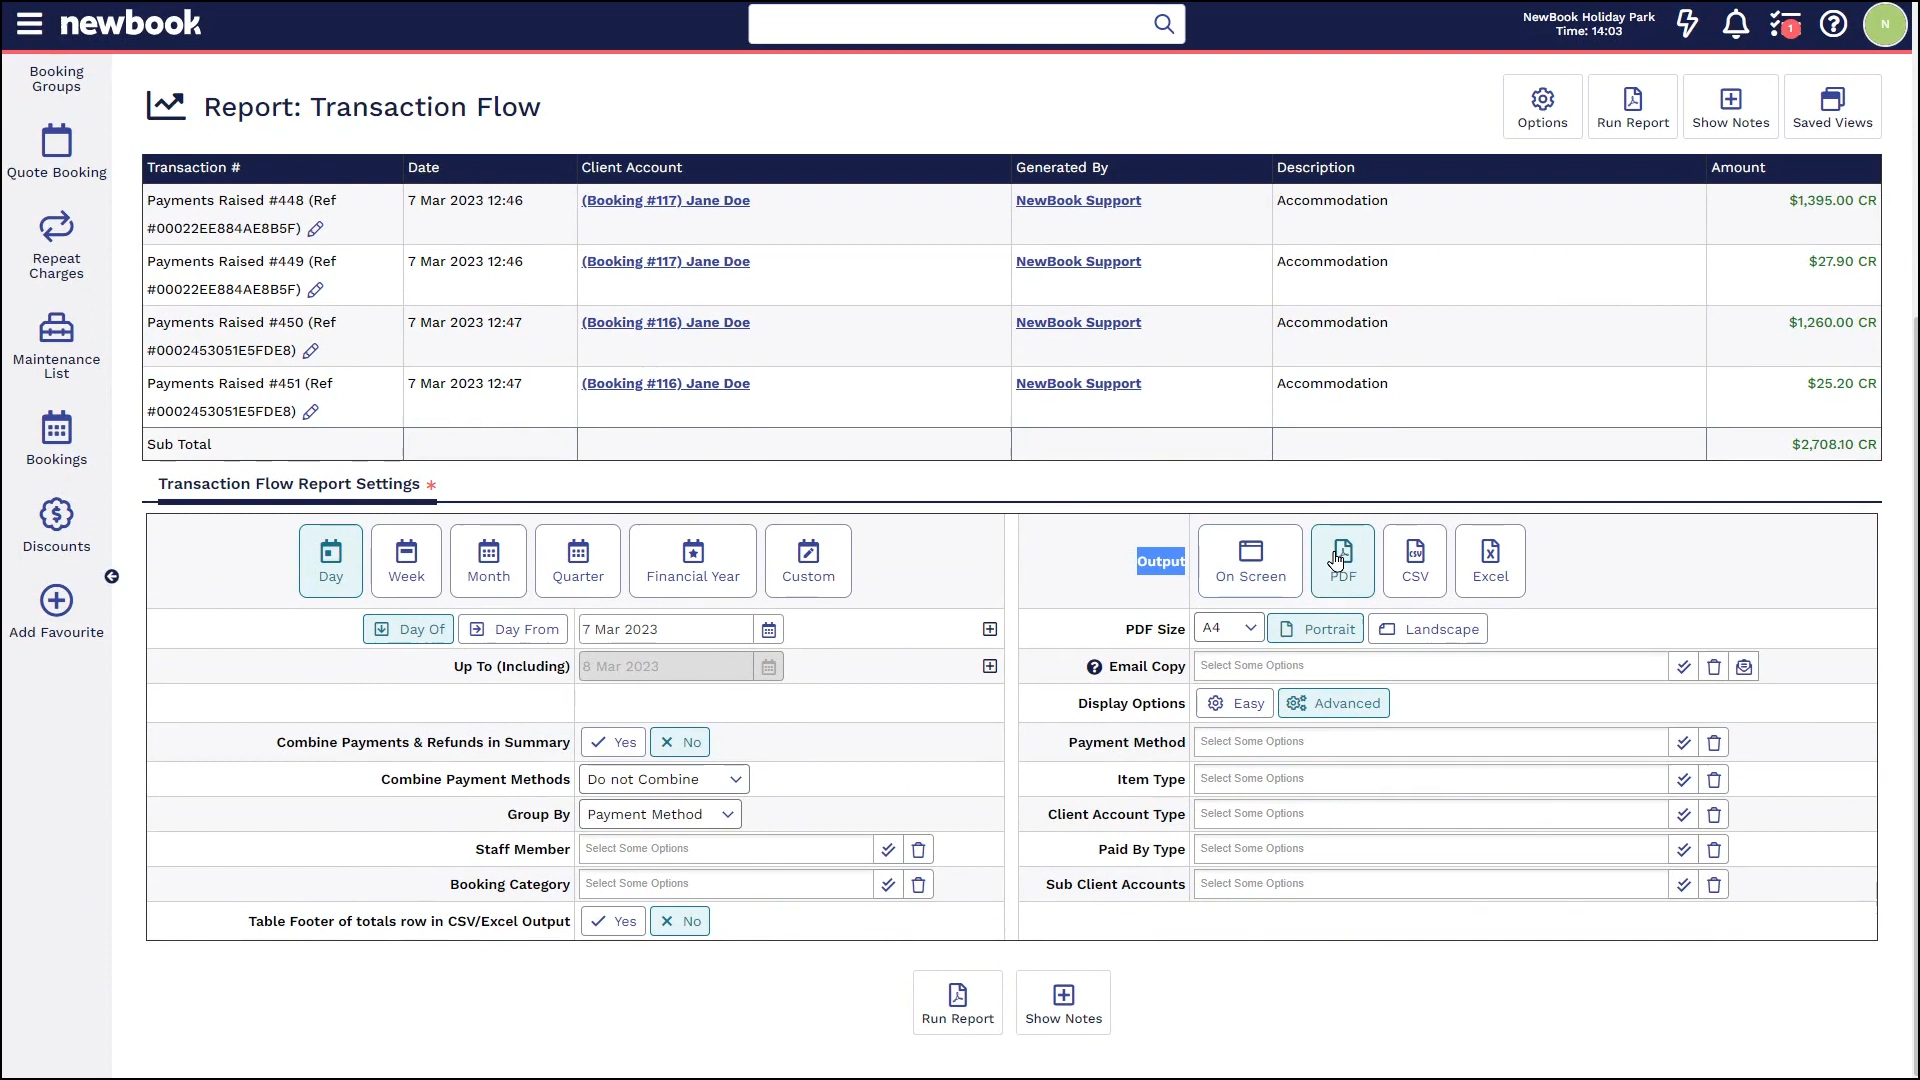 newbook
NewBook Holiday Park
Time: 14:03
1
N
Booking
Groups
Quote Booking
Repeat
Charges
Maintenance
List
Bookings
Discounts
Add Favourite
Report: Transaction Flow
Options
Run Report
Show Notes
Saved Views
Transaction # Date Client Account Generated By Description Amount
Payments Raised #448 (Ref 7 Mar 2023 12:46 (Booking #117) Jane Doe NewBook Support Accommodation $1,395.00 CR
#00022EE884AE8B5F)
Payments Raised #449 (Ref 7 Mar 2023 12:46 (Booking #117) Jane Doe NewBook Support Accommodation $27.90 CR
#00022EE884AE8B5F)
Payments Raised #450 (Ref 7 Mar 2023 12:47 (Booking #116) Jane Doe NewBook Support Accommodation $1,260.00 CR
#0002453051E5FDE8)
Payments Raised #451 (Ref 7 Mar 2023 12:47 (Booking #116) Jane Doe NewBook Support Accommodation $25.20 CR
#0002453051E5FDE8)
Sub Total $2,708.10 CR
Transaction Flow Report Settings *
Day Week Month Quarter Financial Year Custom
Day Of Day From 7 Mar 2023
Up To (Including) 8 Mar 2023
Combine Payments & Refunds in Summary Yes No
Combine Payment Methods Do not Combine
Group By Payment Method
Staff Member Select Some Options
Booking Category Select Some Options
Table Footer of totals row in CSV/Excel Output Yes No
Output On Screen PDF CSV CSV Excel
PDF Size A4 Portrait Landscape
Email Copy Select Some Options
Display Options Easy Advanced
Payment Method Select Some Options
Item Type Select Some Options
Client Account Type Select Some Options
Paid By Type Select Some Options
Sub Client Accounts Select Some Options
Run Report
Show Notes